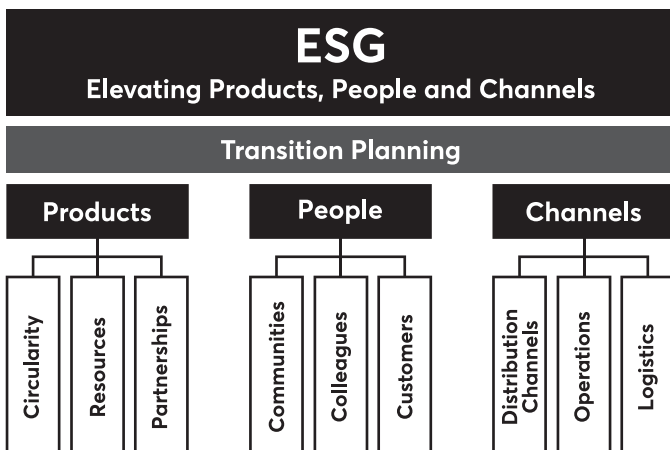 ESG
Elevating Products, People and Channels
Transition Planning
Products
People
Channels
Circularity
Resources
Partnerships
Communities
Colleagues
Customers
Distribution
Channels
Operations
Logistics